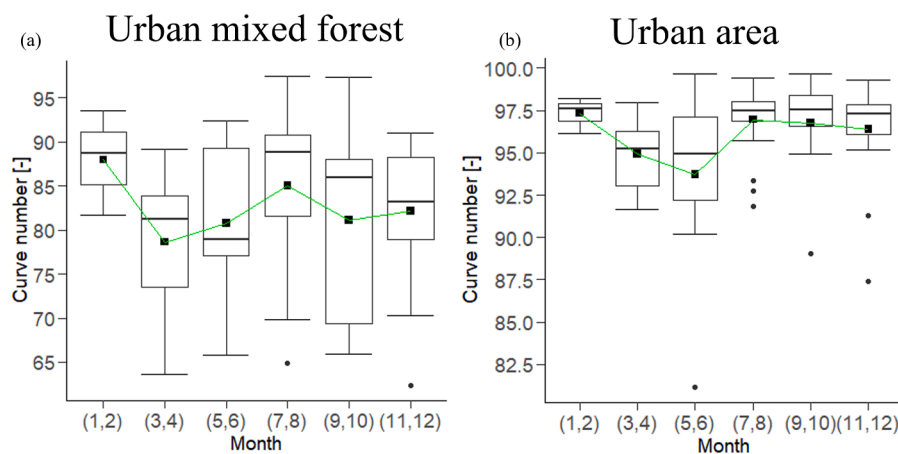 (a) Urban mixed forest
Curve number [-]
95
90
85
80
75
70
65
(1,2) (3,4) (5,6) (7,8) (9,10) (11,12)
Month
(b) Urban area
Curve number [-]
100.0
97.5
95.0
92.5
90.0
87.5
85.0
82.5
(1,2) (3,4) (5,6) (7,8) (9,10) (11,12)
Month